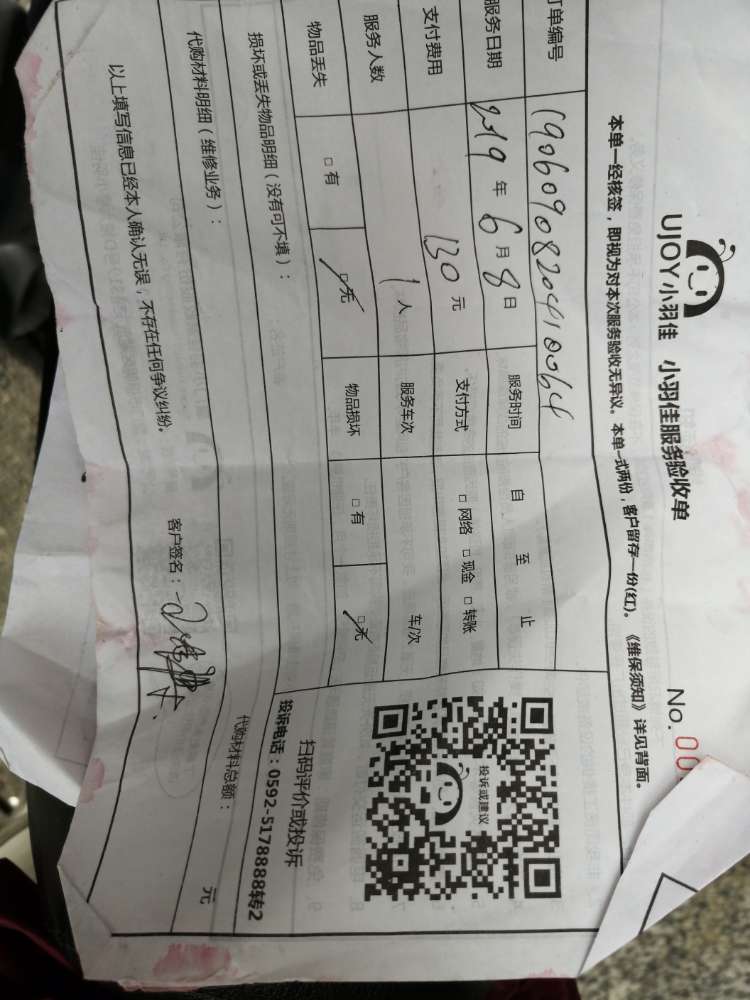 UJOY小羽佳 小羽佳服务验收单
No. 00
本单一经核签，即视为对本次服务验收无异议。本单一式两份，客户留存一份(红)。《维保须知》详见背面。
订单编号 1906090820410064
服务日期 2019 年 6 月 8 日 服务时间 自 至 止
支付费用 130 元 支付方式 □ 网络 □ 现金 □ 转账
服务人数 1 人 服务车次 车/次
物品丢失 □ 有 □ 无 物品损坏 □ 有 □ 无
损坏或丢失物品明细（没有可不填）：
代购材料明细（维修业务）：
代购材料总额： 元
以上填写信息已经本人确认无误，不存在任何争议纠纷。 客户签名：
投诉或建议
扫码评价或投诉
投诉电话：0592-5178888转2